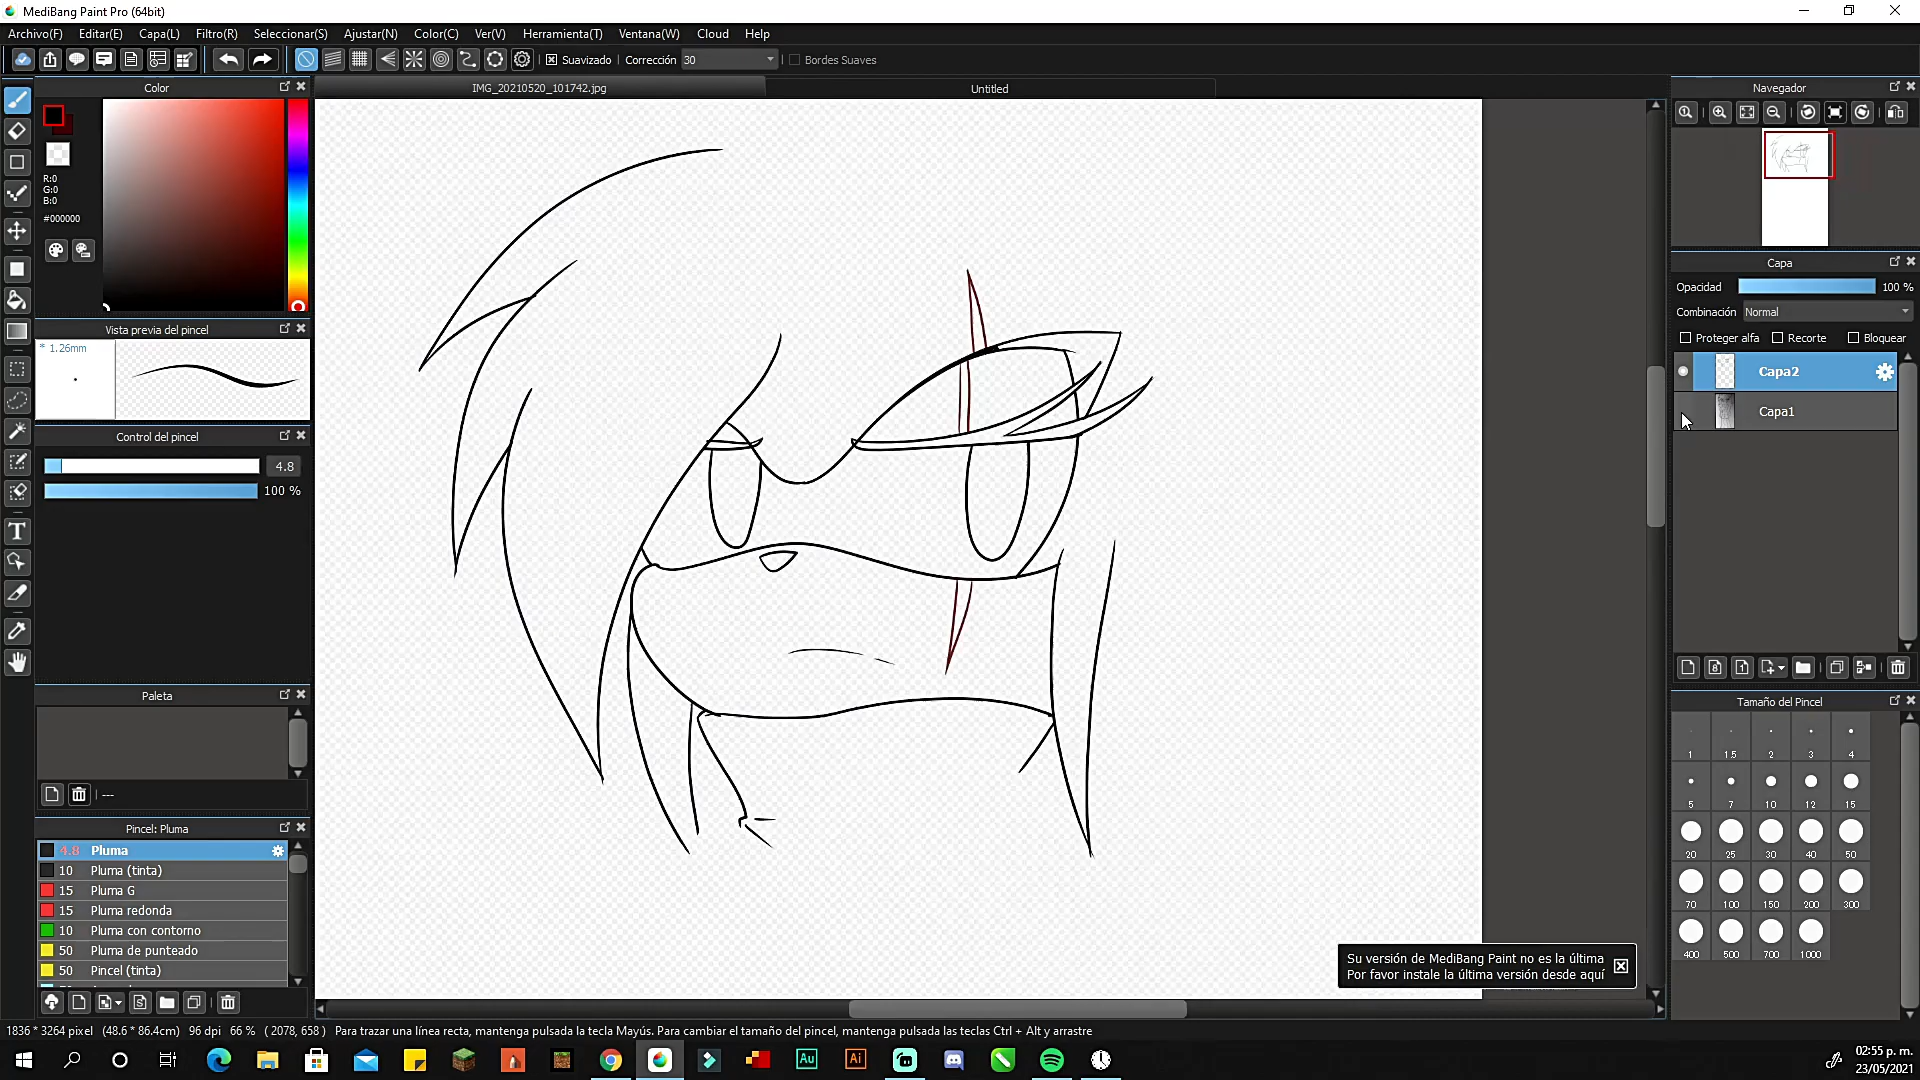 MediBang Paint Pro (64bit)
Archivo(F) Editar(E) Capa(L) Filtro(R) Seleccionar(S) Ajustar(N) Color(C) Ver(V) Herramienta(T) Ventana(W) Cloud Help
Suavizado Corrección 30 Bordes Suaves
Color
IMG_20210520_101742.jpg
Untitled
Navegador
R:0
G:0
B:0
#000000
Capa
Opacidad 100 %
Combinación Normal
Proteger alfa Recorte Bloquear
Capa2
Capa1
Vista previa del pincel
* 1.26mm
Control del pincel
4.8
100 %
Paleta
---
Pincel: Pluma
4.8 Pluma
10 Pluma (tinta)
15 Pluma G
15 Pluma redonda
10 Pluma con contorno
50 Pluma de punteado
50 Pincel (tinta)
Tamaño del Pincel
1 1.5 2 3 4
5 7 10 12 15
20 25 30 40 50
70 100 150 200 300
400 500 700 1000
Su versión de MediBang Paint no es la última
Por favor instale la última versión desde aquí
1836 * 3264 pixel (48.6 * 86.4cm) 96 dpi 66 % ( 2078, 658 ) Para trazar una línea recta, mantenga pulsada la tecla Mayús. Para cambiar el tamaño del pincel, mantenga pulsadas las teclas Ctrl + Alt y arrastre
Au Ai
02:55 p. m.
23/05/2021